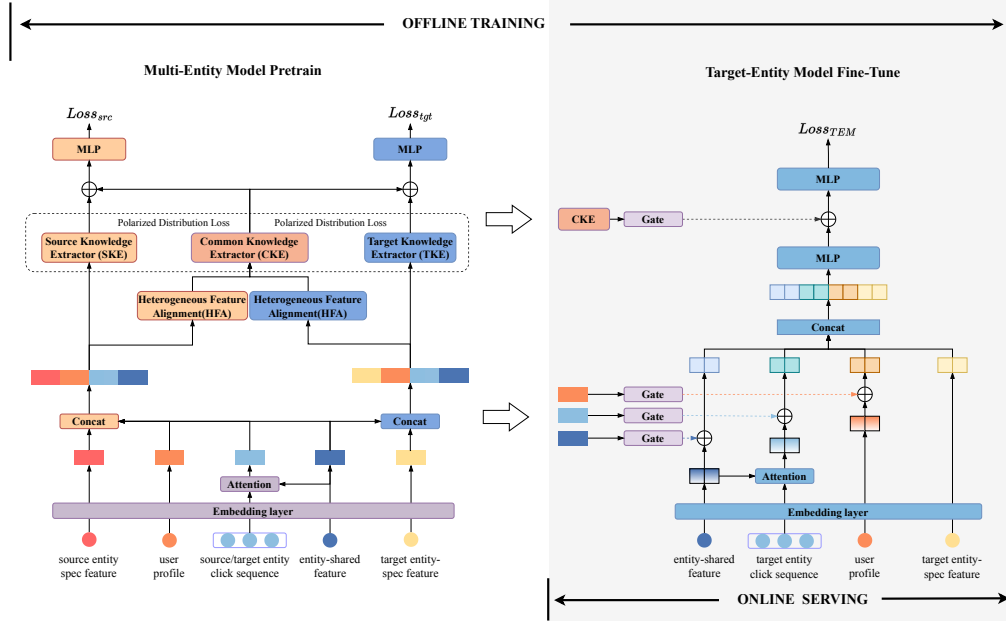 OFFLINE TRAINING
Multi-Entity Model Pretrain
Loss_src
Loss_tgt
MLP
MLP
Polarized Distribution Loss
Polarized Distribution Loss
Source Knowledge
Extractor (SKE)
Common Knowledge
Extractor (CKE)
Target Knowledge
Extractor (TKE)
Heterogeneous Feature
Alignment(HFA)
Heterogeneous Feature
Alignment(HFA)
Concat
Concat
Attention
Embedding layer
source entity
spec feature
user
profile
source/target entity
click sequence
entity-shared
feature
target entity-
spec feature
Target-Entity Model Fine-Tune
Loss_TEM
MLP
CKE
Gate
MLP
Concat
Gate
Gate
Gate
Attention
Embedding layer
entity-shared
feature
target entity
click sequence
user
profile
target entity-
spec feature
ONLINE SERVING